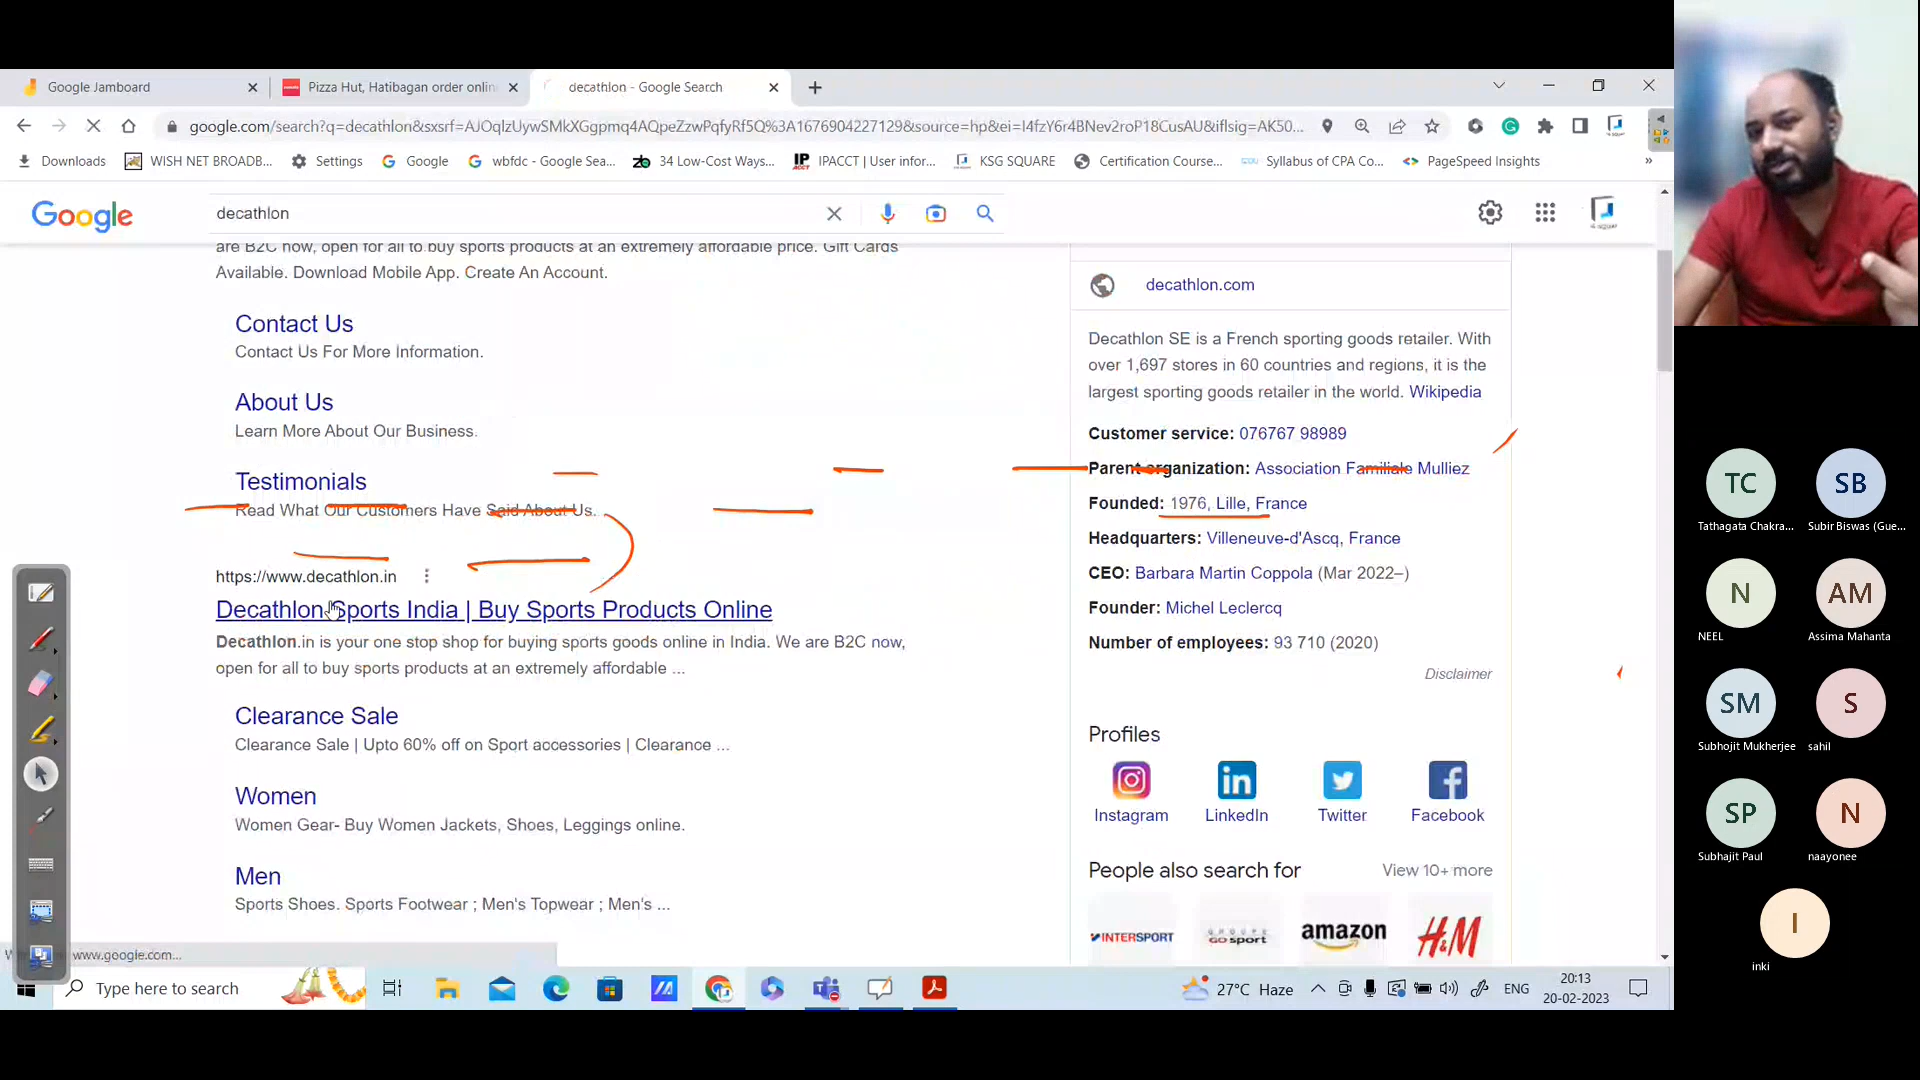 Google Jamboard
Pizza Hut, Hatibagan order onlin
decathlon - Google Search
google.com/search?q=decathlon&sxsrf=AJOqlzUywSMkXGgpmq4AQpeZzwPqfyRf5Q%3A1676904227129&source=hp&ei=I4fzY6r4BNev2roP18CusAU&iflsig=AK50...
Downloads
WISH NET BROADB...
Settings
Google
wbfdc - Google Sea...
34 Low-Cost Ways...
IPACCT | User infor...
KSG SQUARE
Certification Course...
Syllabus of CPA Co...
PageSpeed Insights
Google
decathlon
are B2C now, open for all to buy sports products at an extremely affordable price. Gift Cards
Available. Download Mobile App. Create An Account.
Contact Us
Contact Us For More Information.
About Us
Learn More About Our Business.
Testimonials
Read What Our Customers Have Said About Us.
https://www.decathlon.in
Decathlon Sports India | Buy Sports Products Online
Decathlon.in is your one stop shop for buying sports goods online in India. We are B2C now,
open for all to buy sports products at an extremely affordable ...
Clearance Sale
Clearance Sale | Upto 60% off on Sport accessories | Clearance ...
Women
Women Gear- Buy Women Jackets, Shoes, Leggings online.
Men
Sports Shoes. Sports Footwear ; Men's Topwear ; Men's ...
www.google.com...
decathlon.com
Decathlon SE is a French sporting goods retailer. With
over 1,697 stores in 60 countries and regions, it is the
largest sporting goods retailer in the world. Wikipedia
Customer service: 076767 98989
Parent organization: Association Familiale Mulliez
Founded: 1976, Lille, France
Headquarters: Villeneuve-d'Ascq, France
CEO: Barbara Martin Coppola (Mar 2022–)
Founder: Michel Leclercq
Number of employees: 93 710 (2020)
Disclaimer
Profiles
Instagram
LinkedIn
Twitter
Facebook
People also search for
View 10+ more
INTERSPORT
GROUPE
GO sport
amazon
H&M
Type here to search
27°C Haze
ENG
20:13
20-02-2023
TC
Tathagata Chakra...
SB
Subir Biswas (Gue...
N
NEEL
AM
Assima Mahanta
SM
Subhojit Mukherjee
S
sahil
SP
Subhajit Paul
N
naayonee
I
inki